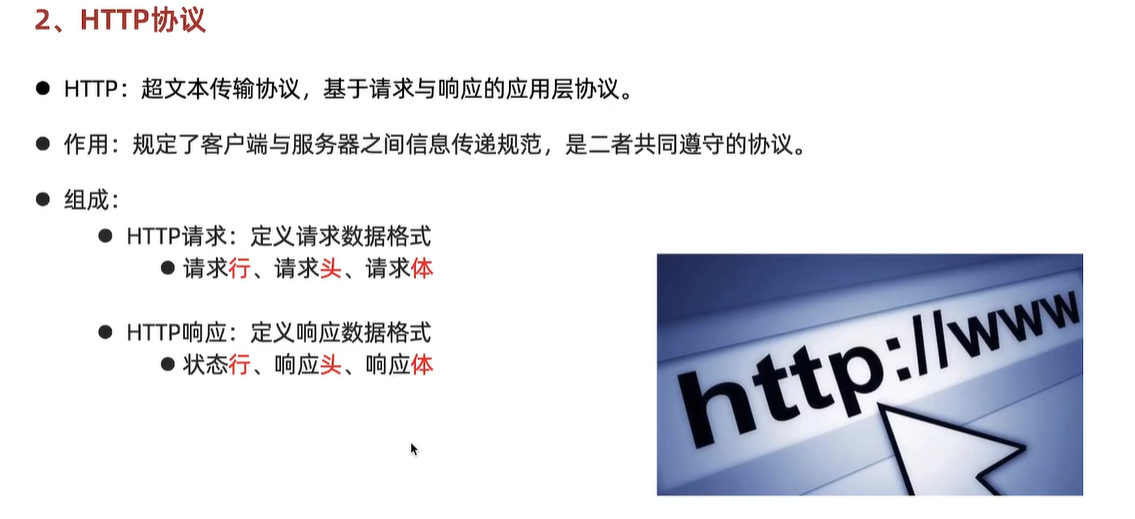 2、HTTP协议
HTTP：超文本传输协议，基于请求与响应的应用层协议。
作用：规定了客户端与服务器之间信息传递规范，是二者共同遵守的协议。
组成：
HTTP请求：定义请求数据格式
请求行、请求头、请求体
HTTP响应：定义响应数据格式
状态行、响应头、响应体
http://www